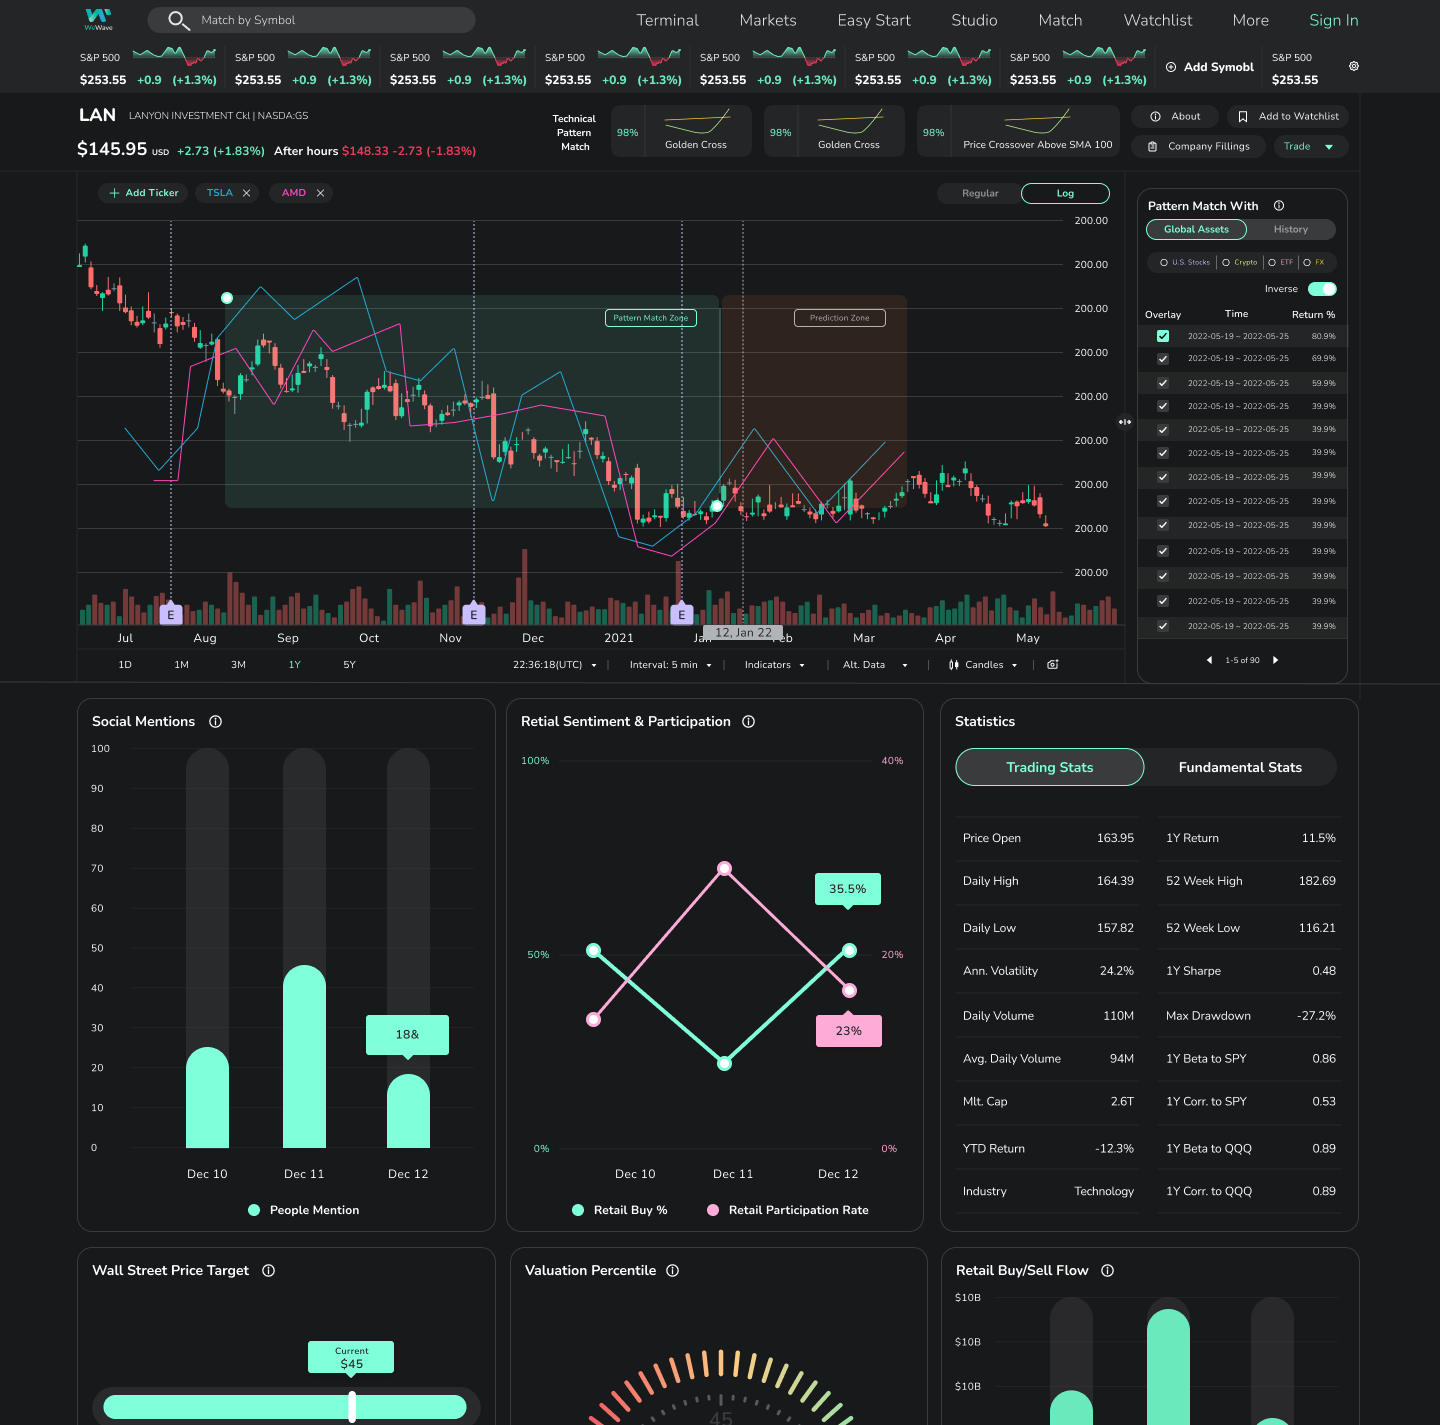 WeWave
Match by Symbol
Terminal Markets Easy Start Studio Match Watchlist More Sign In
S&P 500 S&P 500 S&P 500 S&P 500 S&P 500 S&P 500 S&P 500 S&P 500
$253.55 +0.9 (+1.3%) $253.55 +0.9 (+1.3%) $253.55 +0.9 (+1.3%) $253.55 +0.9 (+1.3%) $253.55 +0.9 (+1.3%) $253.55 +0.9 (+1.3%) $253.55 +0.9 (+1.3%) Add Symobl $253.55
LAN LANYON INVESTMENT Ckl | NASDA:GS
$145.95 USD +2.73 (+1.83%) After hours $148.33 -2.73 (-1.83%)
Technical
Pattern
Match
98% Golden Cross
98% Golden Cross
98% Price Crossover Above SMA 100
About Add to Watchlist
Company Fillings Trade
Add Ticker TSLA AMD
Regular Log
200.00
200.00
200.00
200.00
200.00
200.00
200.00
200.00
200.00
Pattern Match Zone
Prediction Zone
E E E
Jul Aug Sep Oct Nov Dec 2021 Jan Feb Mar Apr May
12, Jan 22
1D 1M 3M 1Y 5Y
22:36:18(UTC) | Interval: 5 min | Indicators | Alt. Data | Candles |
Pattern Match With
Global Assets History
U.S. Stocks | Crypto | ETF | FX
Inverse
Overlay Time Return %
2022-05-19 ~ 2022-05-25 80.9%
2022-05-19 ~ 2022-05-25 69.9%
2022-05-19 ~ 2022-05-25 59.9%
2022-05-19 ~ 2022-05-25 39.9%
2022-05-19 ~ 2022-05-25 39.9%
2022-05-19 ~ 2022-05-25 39.9%
2022-05-19 ~ 2022-05-25 39.9%
2022-05-19 ~ 2022-05-25 39.9%
2022-05-19 ~ 2022-05-25 39.9%
2022-05-19 ~ 2022-05-25 39.9%
2022-05-19 ~ 2022-05-25 39.9%
2022-05-19 ~ 2022-05-25 39.9%
2022-05-19 ~ 2022-05-25 39.9%
1-5 of 90
Social Mentions
100
90
80
70
60
50
40
30
20
10
0
18&
Dec 10 Dec 11 Dec 12
People Mention
Retial Sentiment & Participation
100% 40%
35.5%
50% 20%
23%
0% 0%
Dec 10 Dec 11 Dec 12
Retail Buy % Retail Participation Rate
Statistics
Trading Stats Fundamental Stats
Price Open 163.95 1Y Return 11.5%
Daily High 164.39 52 Week High 182.69
Daily Low 157.82 52 Week Low 116.21
Ann. Volatility 24.2% 1Y Sharpe 0.48
Daily Volume 110M Max Drawdown -27.2%
Avg. Daily Volume 94M 1Y Beta to SPY 0.86
Mlt. Cap 2.6T 1Y Corr. to SPY 0.53
YTD Return -12.3% 1Y Beta to QQQ 0.89
Industry Technology 1Y Corr. to QQQ 0.89
Wall Street Price Target
Current
$45
Valuation Percentile
45
Retail Buy/Sell Flow
$10B
$10B
$10B